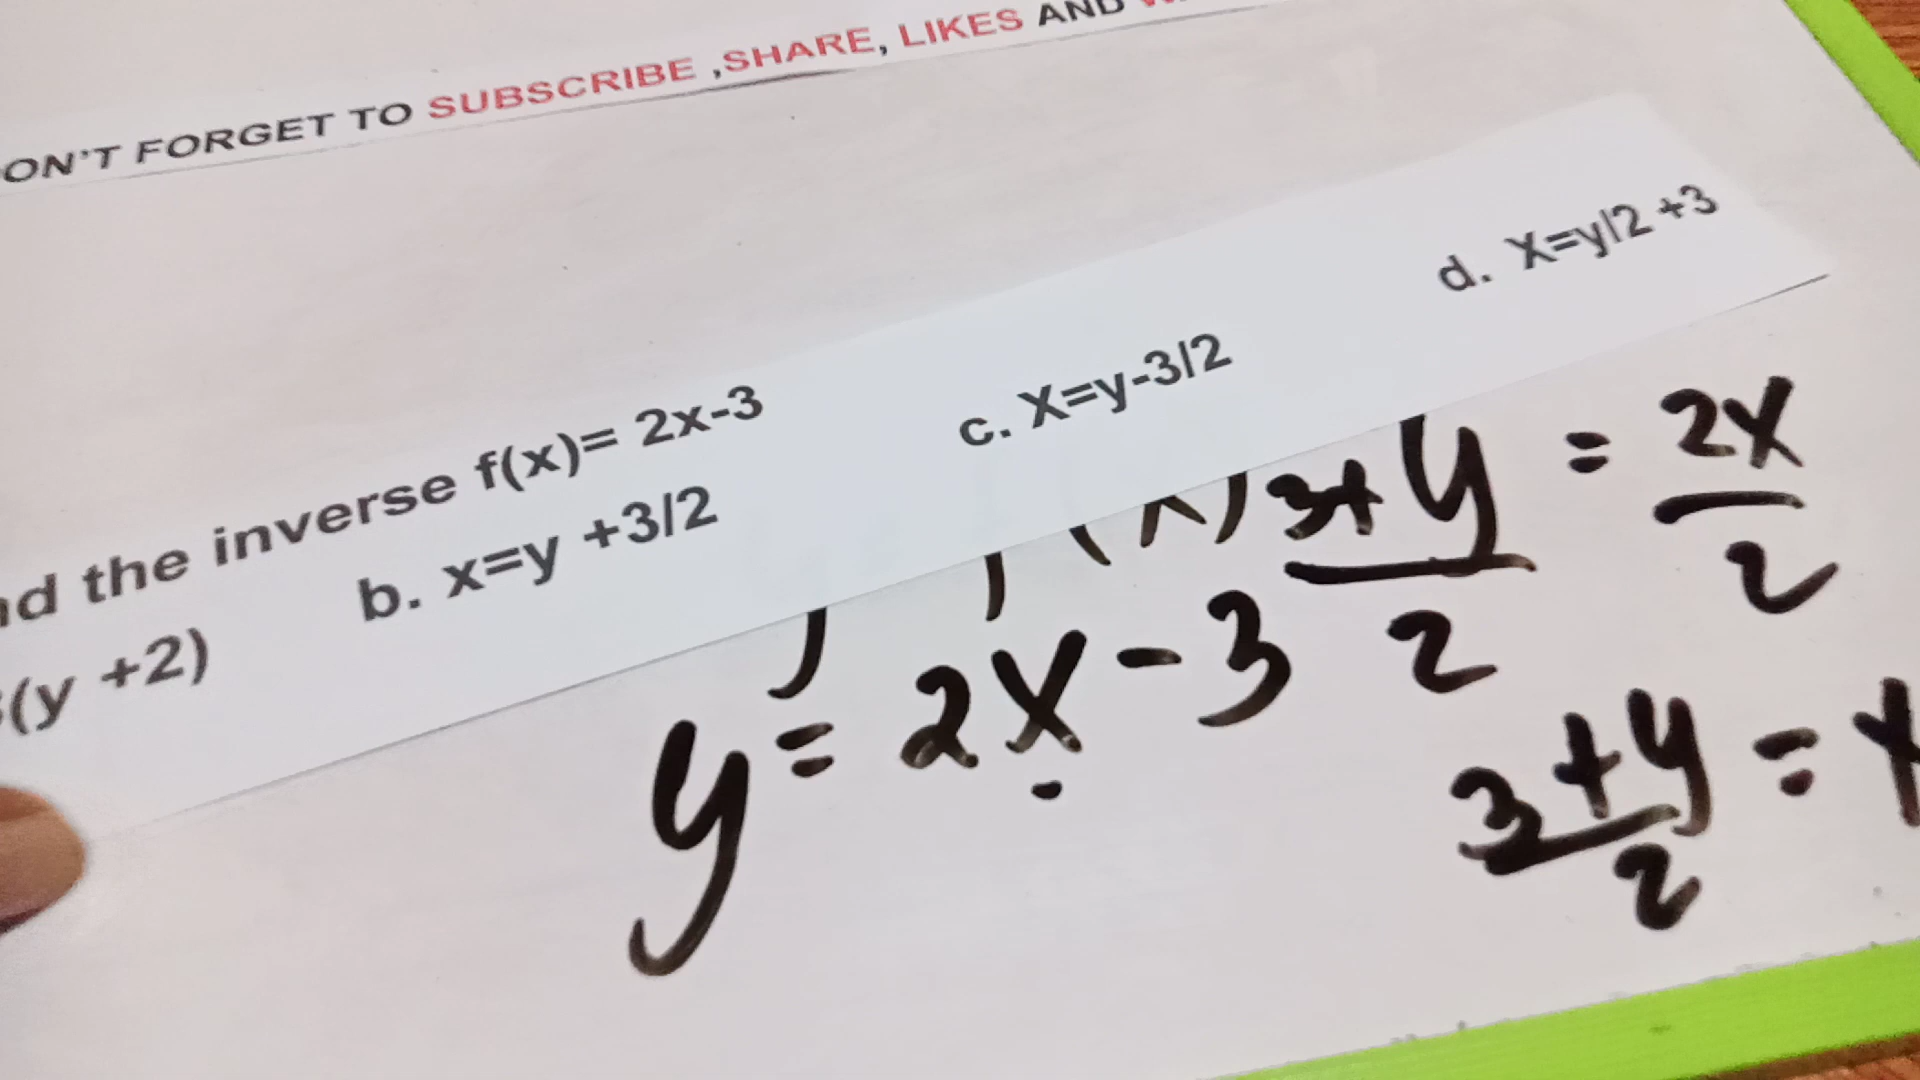 ON'T FORGET TO SUBSCRIBE ,SHARE, LIKES AND
d the inverse f(x)= 2x-3
(y +2) b. x=y +3/2 c. X=y-3/2 d. X=y/2 +3
(x)
y = 2x - 3
3+y/2 = 2x/2
3+y/2 = x